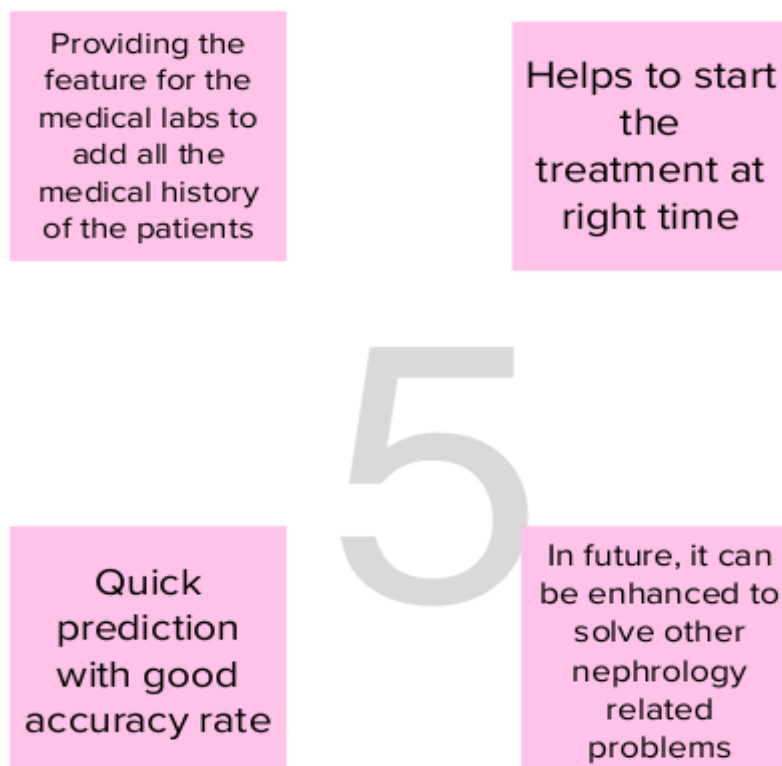 Providing the
feature for the
medical labs to
add all the
medical history
of the patients
Helps to start
the
treatment at
right time
5
Quick
prediction
with good
accuracy rate
In future, it can
be enhanced to
solve other
nephrology
related
problems